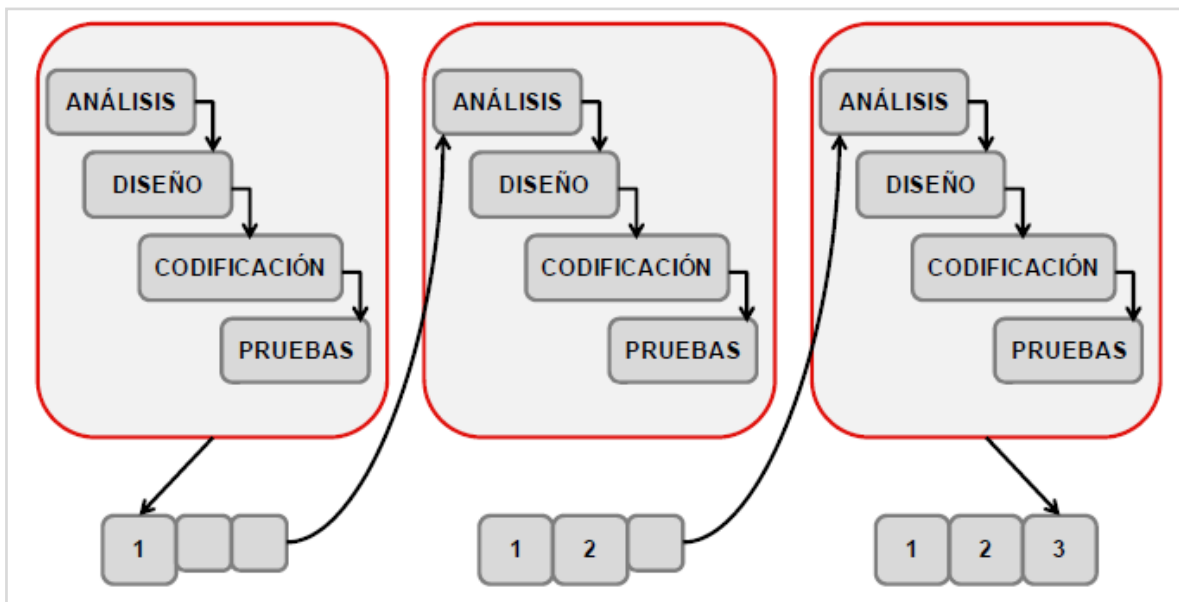 ANÁLISIS
DISEÑO
CODIFICACIÓN
PRUEBAS
1
ANÁLISIS
DISEÑO
CODIFICACIÓN
PRUEBAS
1 2
ANÁLISIS
DISEÑO
CODIFICACIÓN
PRUEBAS
1 2 3